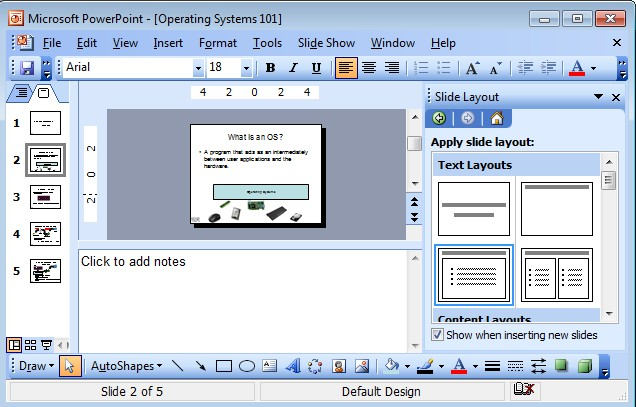 Microsoft PowerPoint - [Operating Systems 101]
File Edit View Insert Format Tools Slide Show Window Help
Arial 18 B I U A A A
4 2 0 2 4
Slide Layout
Apply slide layout:
Text Layouts
1
2
3
4
5
2
0
2
What is an OS?
• A program that acts as an intermediately
between user applications and the
hardware.
Operating Systems
Click to add notes
Content Layouts
Show when inserting new slides
Draw AutoShapes A A
Slide 2 of 5 Default Design